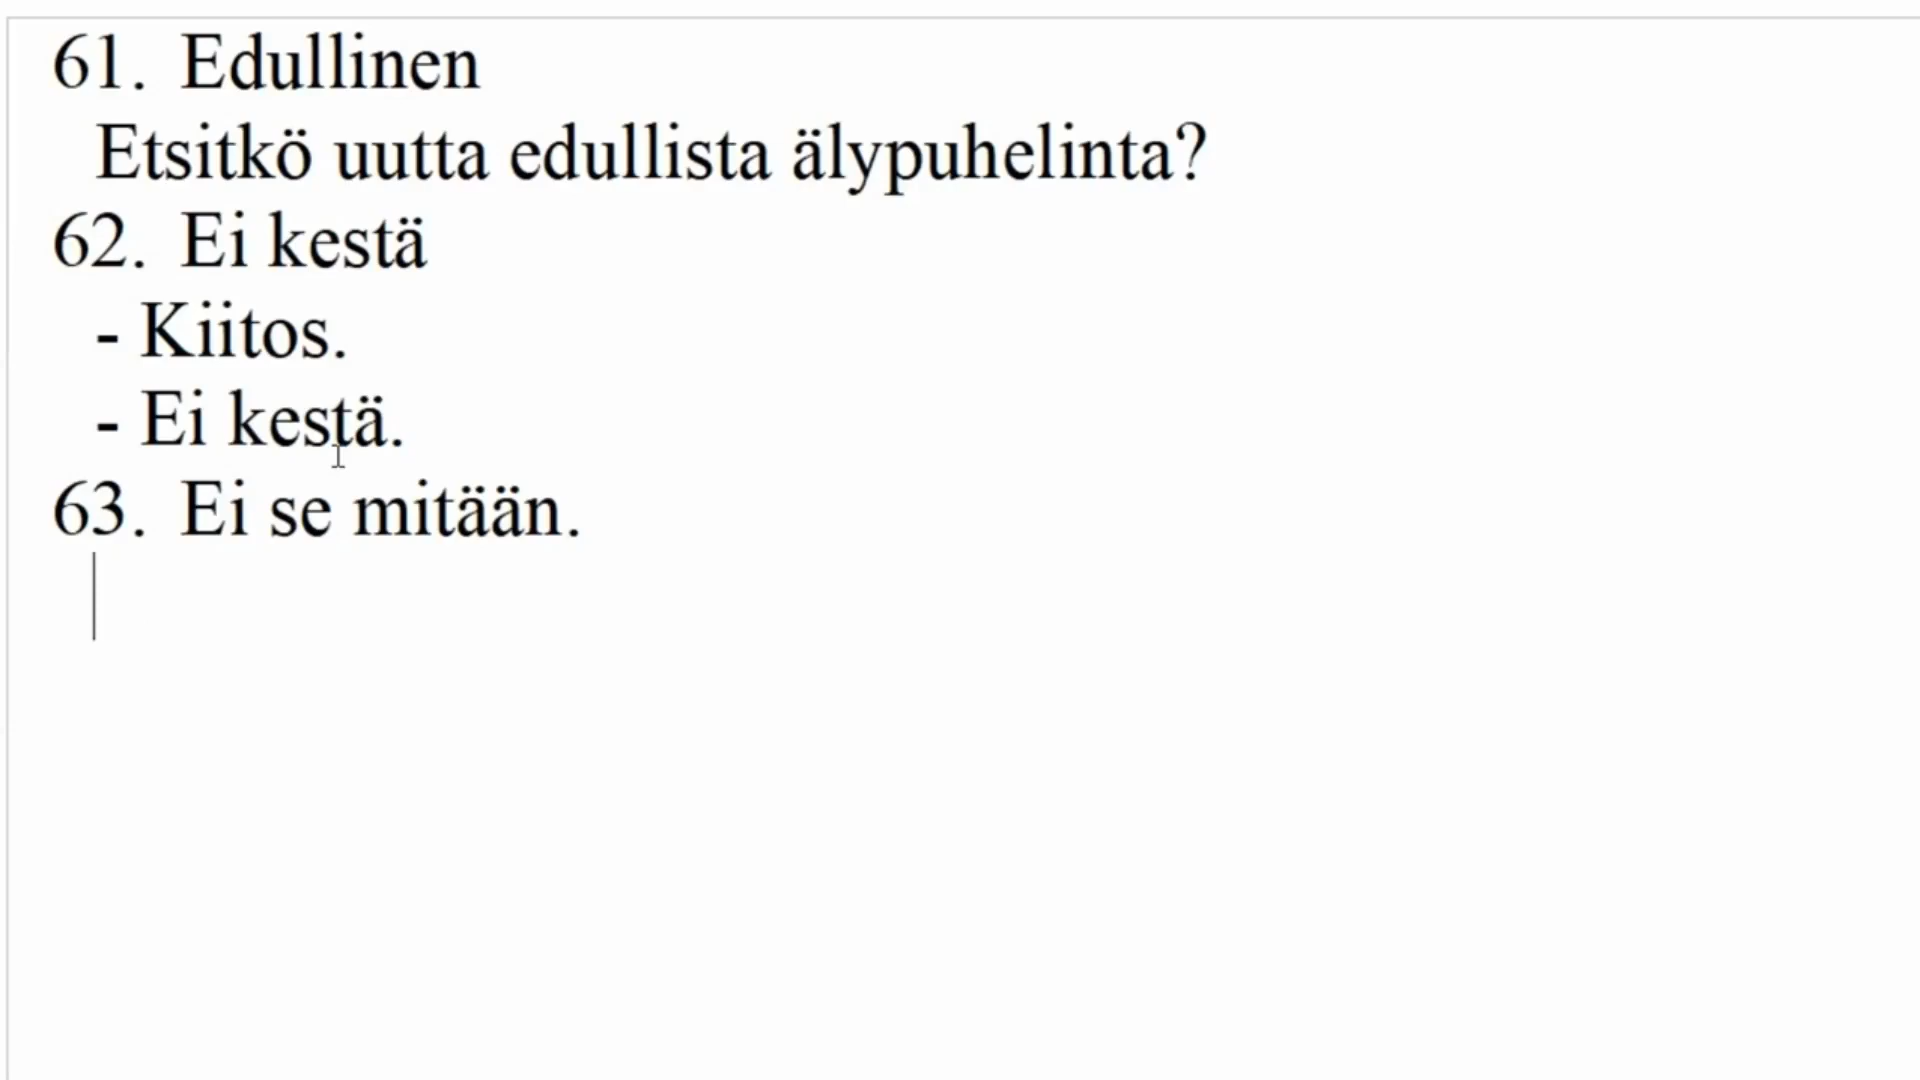 61. Edullinen
Etsitkö uutta edullista älypuhelinta?
62. Ei kestä
- Kiitos.
- Ei kestä.
63. Ei se mitään.